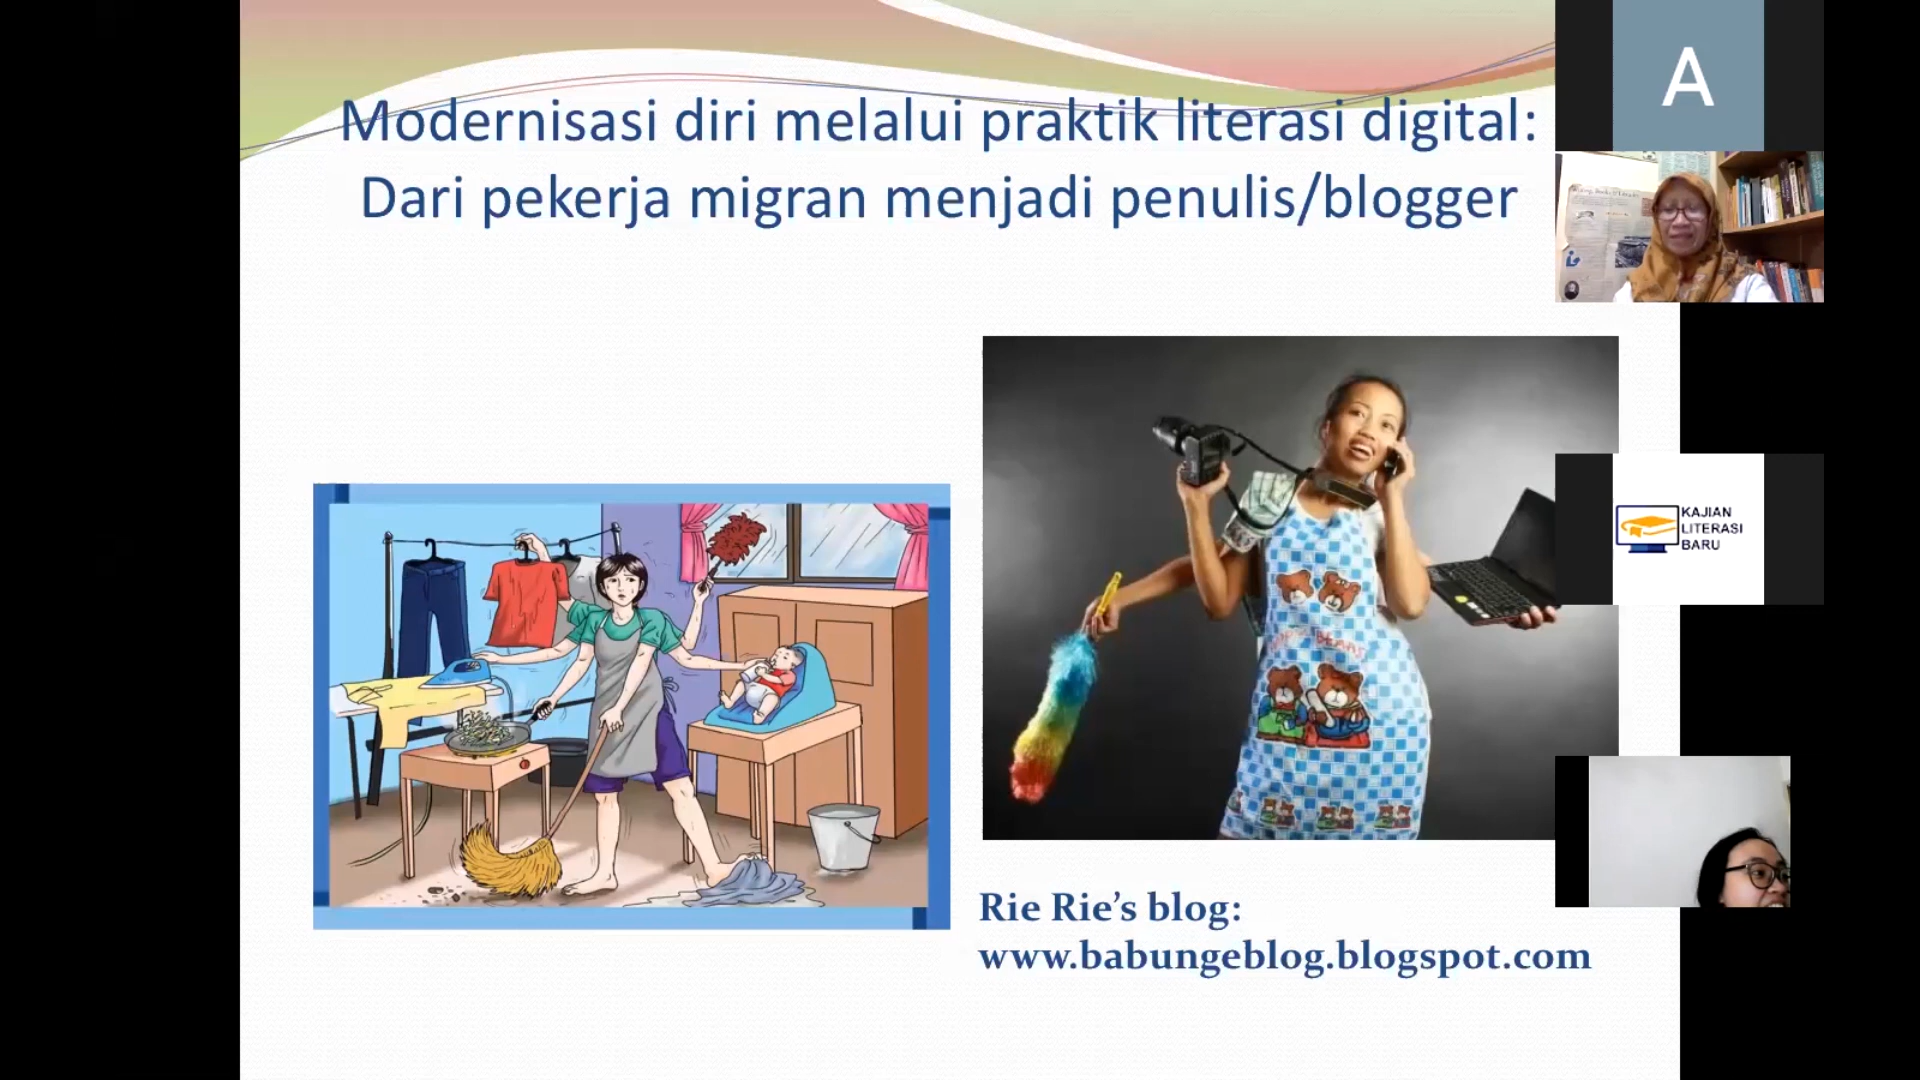 Modernisasi diri melalui praktik literasi digital:
Dari pekerja migran menjadi penulis/blogger
A
KAJIAN
LITERASI
BARU
Rie Rie's blog:
www.babungeblog.blogspot.com